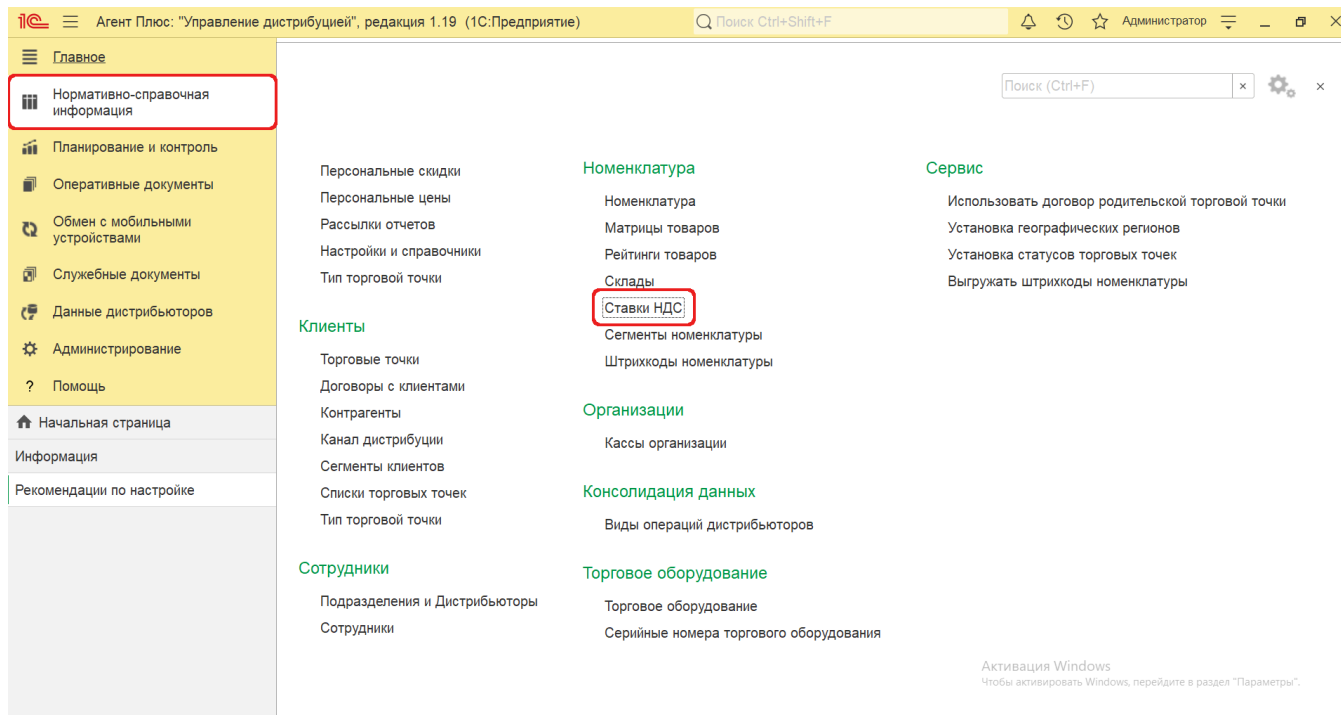 1С Агент Плюс: "Управление дистрибуцией", редакция 1.19 (1С:Предприятие) Поиск Ctrl+Shift+F Администратор
Главное
Нормативно-справочная
информация
Планирование и контроль
Оперативные документы
Обмен с мобильными
устройствами
Служебные документы
Данные дистрибьюторов
Администрирование
? Помощь
Начальная страница
Информация
Рекомендации по настройке
Поиск (Ctrl+F)
Персональные скидки
Персональные цены
Рассылки отчетов
Настройки и справочники
Тип торговой точки
Клиенты
Торговые точки
Договоры с клиентами
Контрагенты
Канал дистрибуции
Сегменты клиентов
Списки торговых точек
Тип торговой точки
Сотрудники
Подразделения и Дистрибьюторы
Сотрудники
Номенклатура
Номенклатура
Матрицы товаров
Рейтинги товаров
Склады
Ставки НДС
Сегменты номенклатуры
Штрихкоды номенклатуры
Организации
Кассы организации
Консолидация данных
Виды операций дистрибьюторов
Торговое оборудование
Торговое оборудование
Серийные номера торгового оборудования
Сервис
Использовать договор родительской торговой точки
Установка географических регионов
Установка статусов торговых точек
Выгружать штрихкоды номенклатуры
Активация Windows
Чтобы активировать Windows, перейдите в раздел "Параметры".